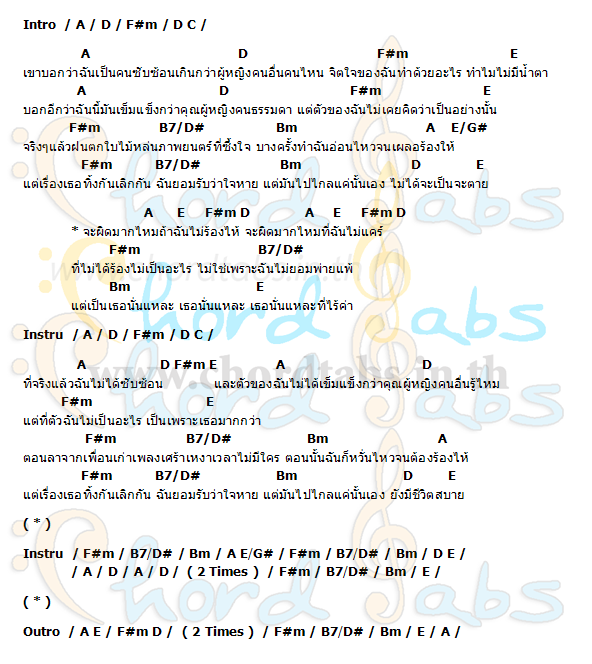 Intro / A / D / F#m / D C /
A D F#m E
เขาบอกว่าฉันเป็นคนซับซ้อนเกินกว่าผู้หญิงคนอื่นคนไหน จิตใจของฉันทำด้วยอะไร ทำไมไม่มีน้ำตา
A D F#m E
บอกอีกว่าฉันนี้มันเข้มแข็งกว่าคุณผู้หญิงคนธรรมดา แต่ตัวของฉันไม่เคยคิดว่าเป็นอย่างนั้น
F#m B7/D# Bm A E/G#
จริงๆแล้วฝนตกใบไม้หล่นภาพยนตร์ที่ซึ้งใจ บางครั้งทำฉันอ่อนไหวจนเผลอร้องไห้
F#m B7/D# Bm D E
แต่เรื่องเธอทิ้งกันเลิกกัน ฉันยอมรับว่าใจหาย แต่มันไปไกลแค่นั้นเอง ไม่ได้จะเป็นจะตาย
A E F#m D A E F#m D
* จะผิดมากไหมถ้าฉันไม่ร้องไห้ จะผิดมากไหมที่ฉันไม่แคร์
F#m B7/D#
ที่ไม่ได้ร้องไม่เป็นอะไร ไม่ใช่เพราะฉันไม่ยอมพ่ายแพ้
Bm E
แต่เป็นเธอนั่นแหละ เธอนั่นแหละ เธอนั่นแหละที่ไร้ค่า
Instru / A / D / F#m / D C /
A D F#m E A D
ที่จริงแล้วฉันไม่ได้ซับซ้อน และตัวของฉันไม่ได้เข้มแข็งกว่าคุณผู้หญิงคนอื่นรู้ไหม
F#m E
แต่ที่ตัวฉันไม่เป็นอะไร เป็นเพราะเธอมากกว่า
F#m B7/D# Bm A
ตอนลาจากเพื่อนเก่าเพลงเศร้าเหงาเวลาไม่มีใคร ตอนนั้นฉันก็หวั่นไหวจนต้องร้องไห้
F#m B7/D# Bm D E
แต่เรื่องเธอทิ้งกันเลิกกัน ฉันยอมรับว่าใจหาย แต่มันไปไกลแค่นั้นเอง ยังมีชีวิตสบาย
( * )
Instru / F#m / B7/D# / Bm / A E/G# / F#m / B7/D# / Bm / D E /
/ A / D / A / D / ( 2 Times ) / F#m / B7/D# / Bm / E /
( * )
Outro / A E / F#m D / ( 2 Times ) / F#m / B7/D# / Bm / E / A /
www.chordtabs.in.th
chord tabs